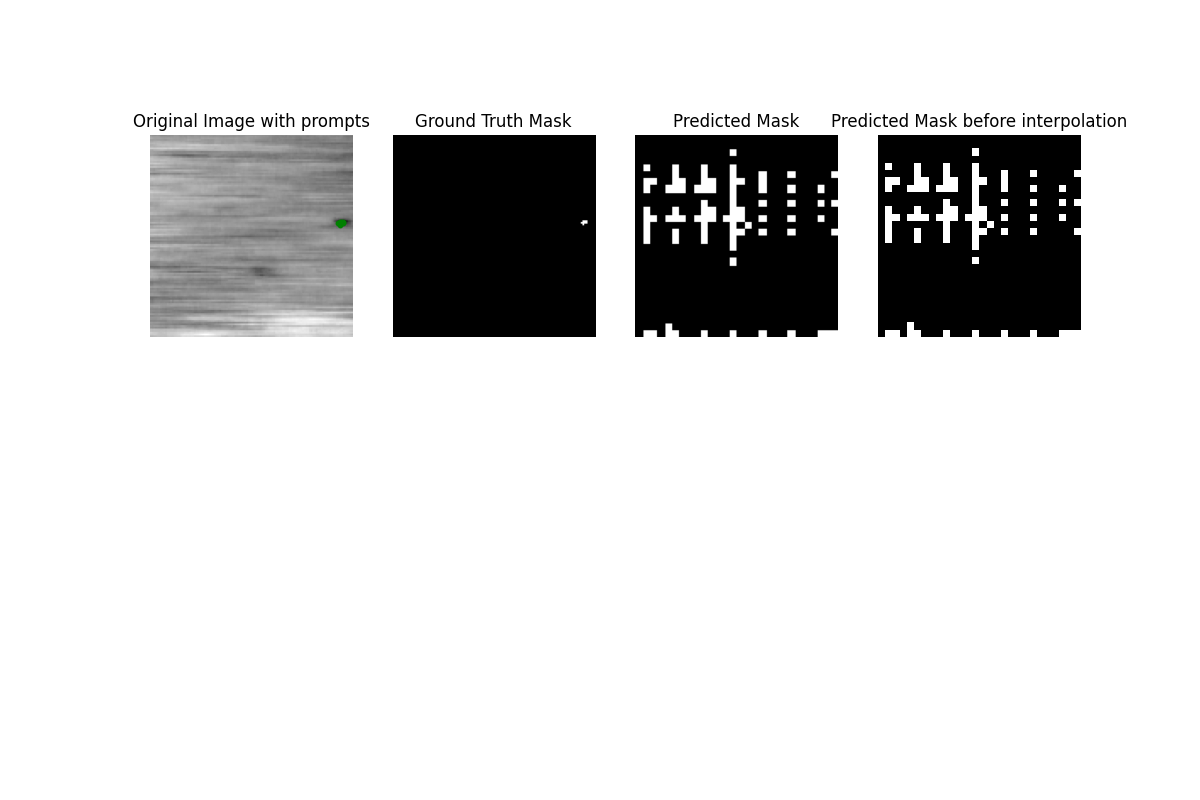 Original Image with prompts
Ground Truth Mask
Predicted Mask
Predicted Mask before interpolation